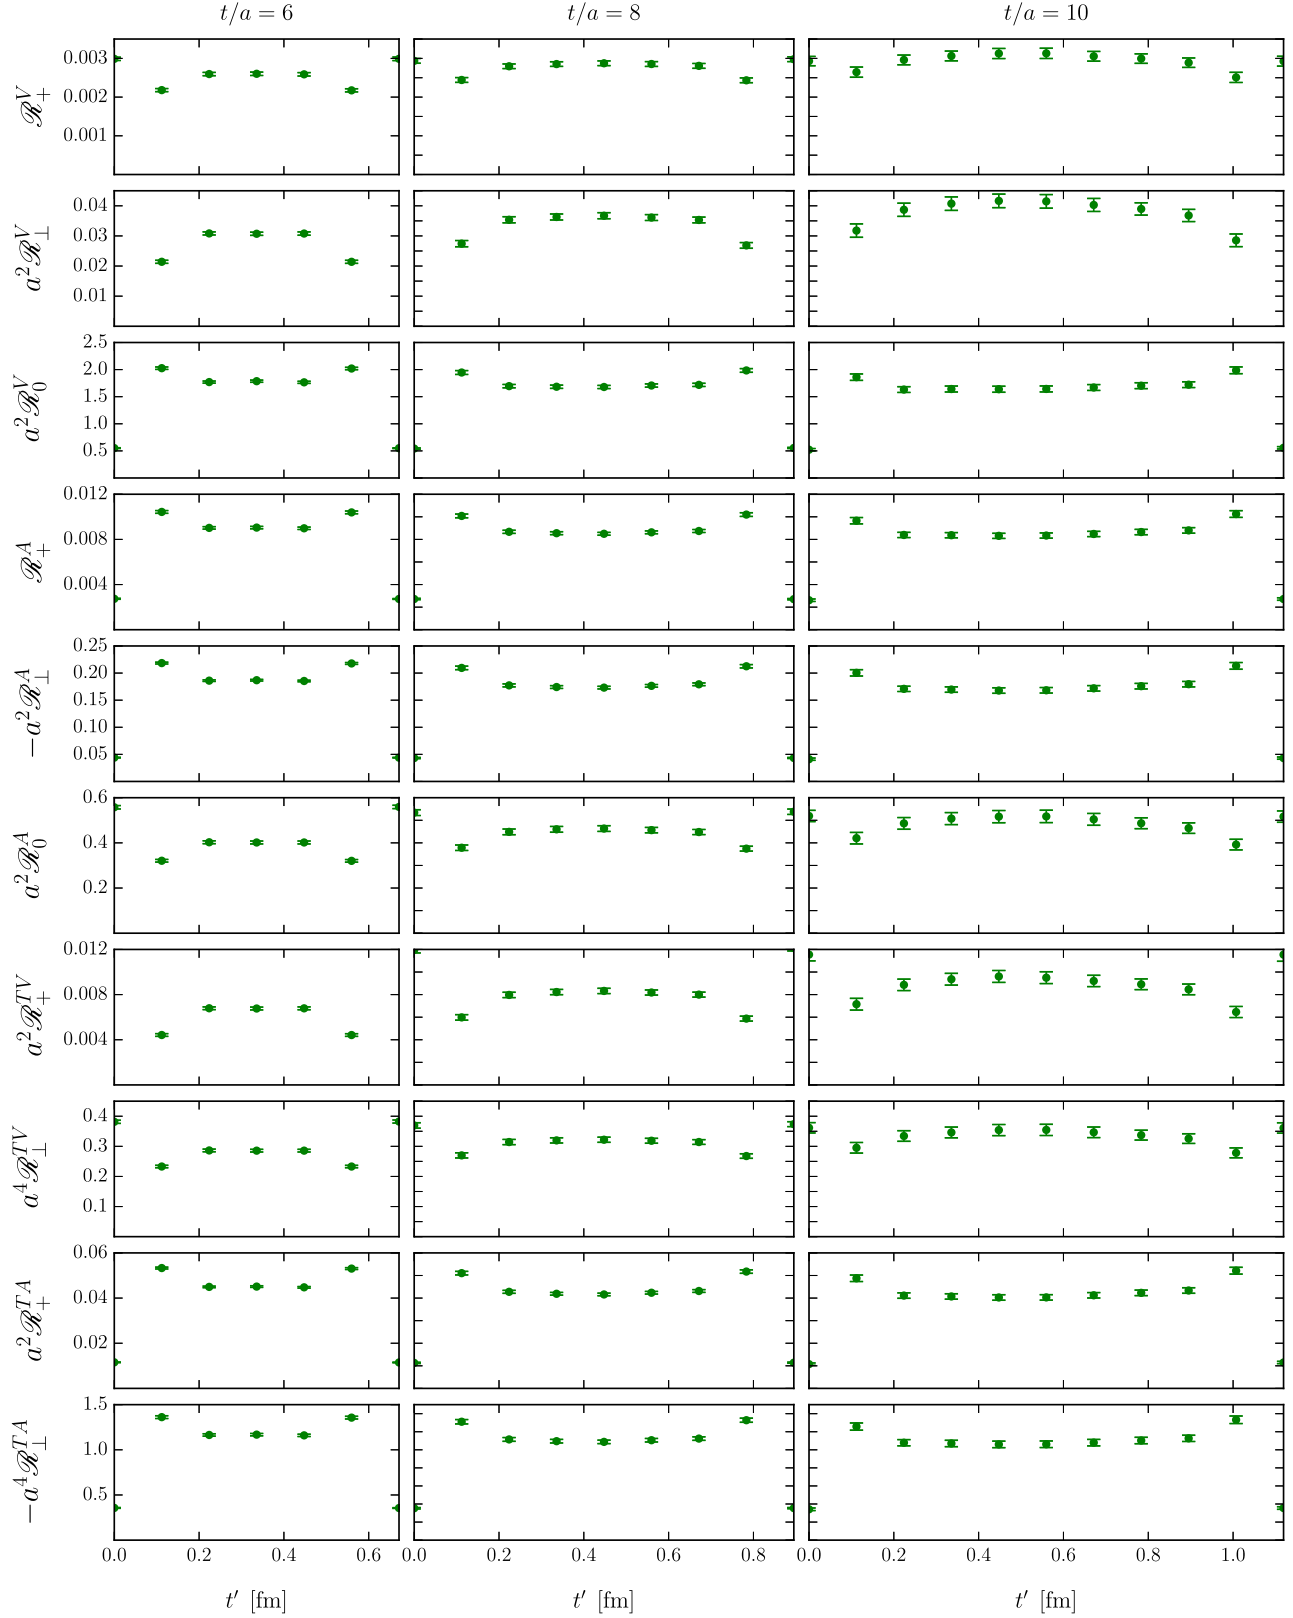 t/a = 6 t/a = 8 t/a = 10
ℛ₊ⱽ 0.003 0.002 0.001
a²ℛ⊥ⱽ 0.04 0.03 0.02 0.01
a²ℛ₀ⱽ 2.5 2.0 1.5 1.0 0.5
ℛ₊ᴬ 0.012 0.008 0.004
−a²ℛ⊥ᴬ 0.25 0.20 0.15 0.10 0.05
a²ℛ₀ᴬ 0.6 0.4 0.2
a²ℛ₊ᵀⱽ 0.012 0.008 0.004
a⁴ℛ⊥ᵀⱽ 0.4 0.3 0.2 0.1
a²ℛ₊ᵀᴬ 0.06 0.04 0.02
−a⁴ℛ⊥ᵀᴬ 1.5 1.0 0.5
0.0 0.2 0.4 0.6 0.0 0.2 0.4 0.6 0.8 0.0 0.2 0.4 0.6 0.8 1.0
t′ [fm] t′ [fm] t′ [fm]